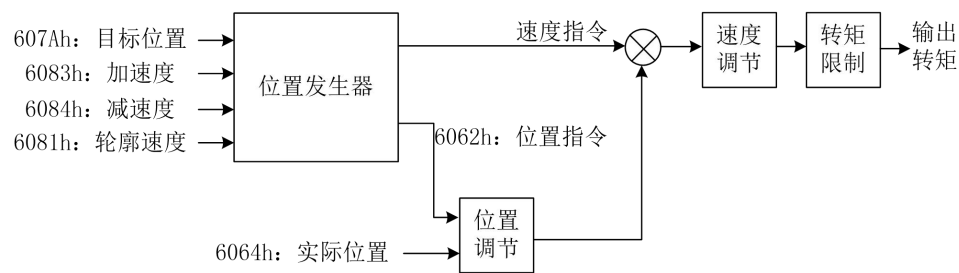 607Ah: 目标位置
6083h: 加速度
6084h: 减速度
6081h: 轮廓速度
位置发生器
速度指令
速度
调节
转矩
限制
输出
转矩
6062h: 位置指令
位置
调节
6064h: 实际位置